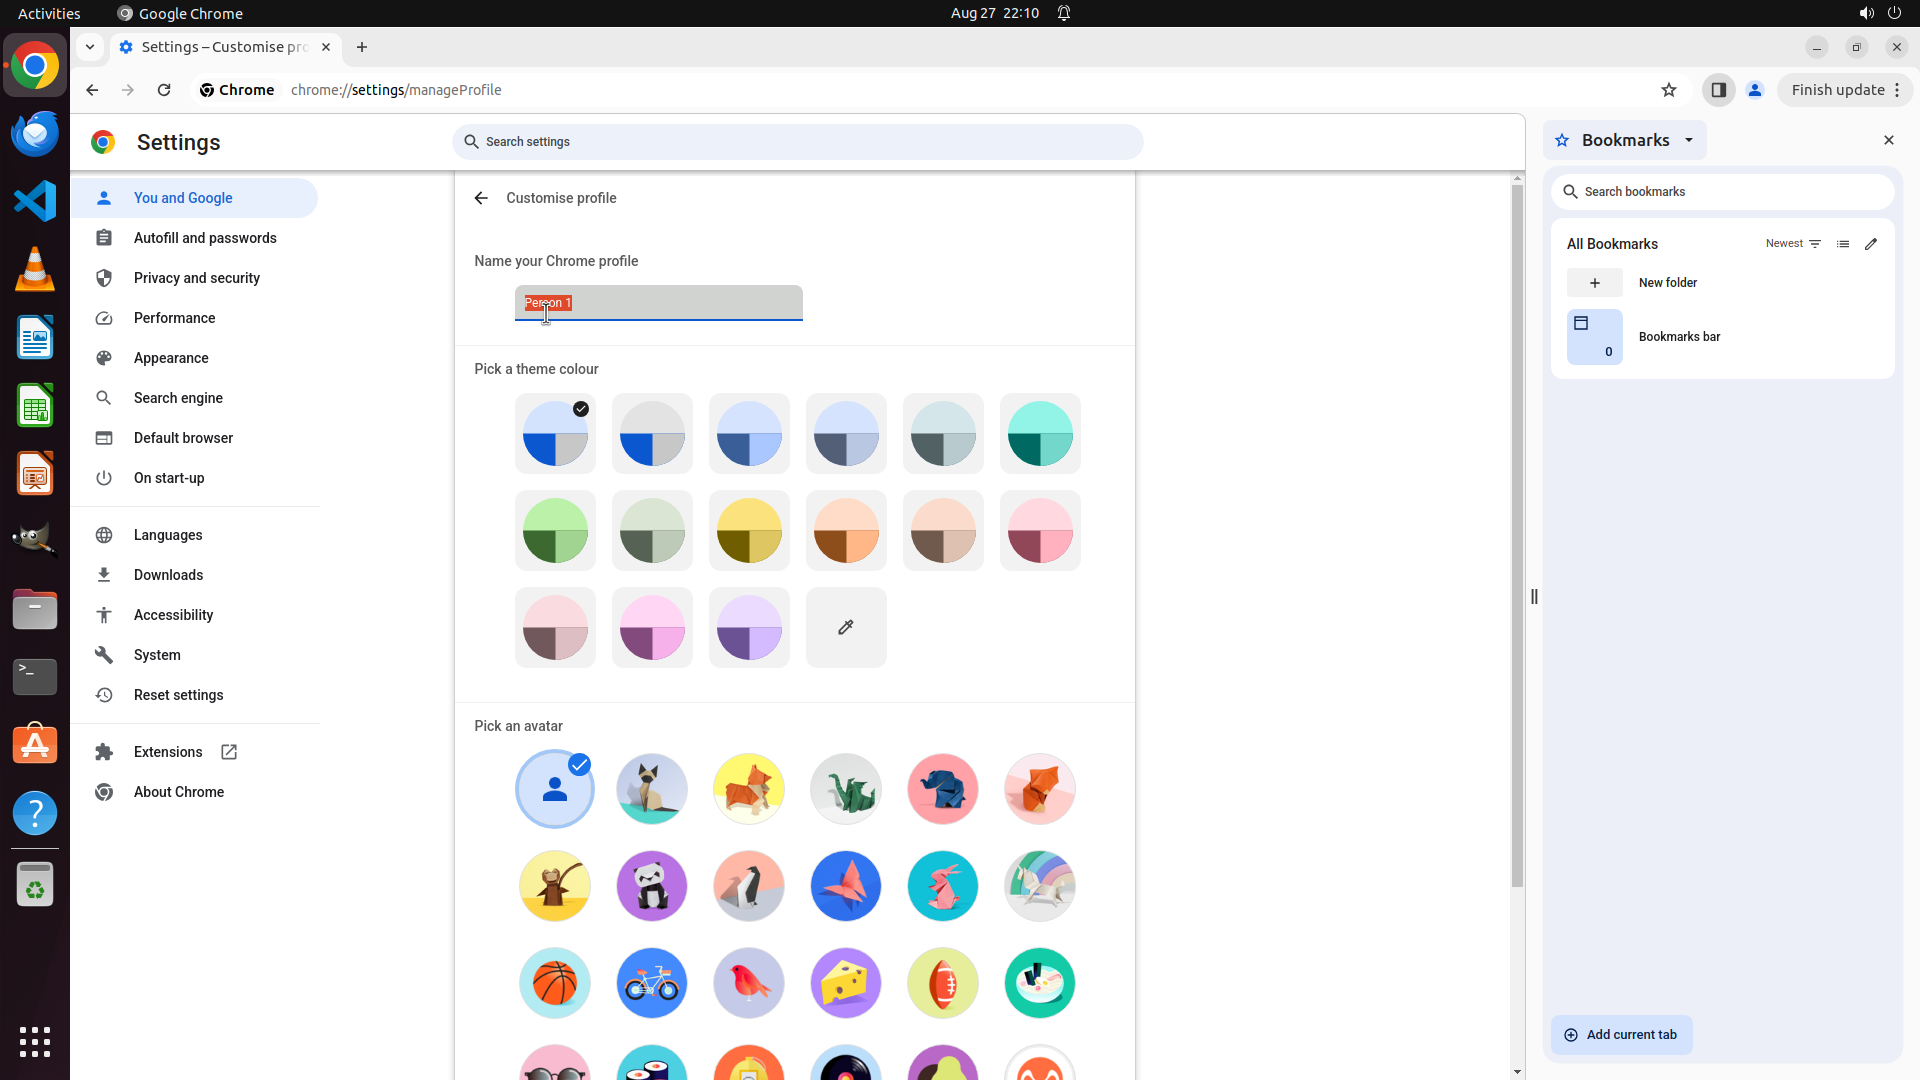 Activities
Google Chrome
Aug 27 22:10
Settings – Customise pro
Chrome
chrome://settings/manageProfile
Finish update
Settings
Search settings
You and Google
Autofill and passwords
Privacy and security
Performance
Appearance
Search engine
Default browser
On start-up
Languages
Downloads
Accessibility
System
Reset settings
Extensions
About Chrome
Customise profile
Name your Chrome profile
Person 1
Pick a theme colour
Pick an avatar
Bookmarks
Search bookmarks
All Bookmarks
Newest
New folder
0
Bookmarks bar
Add current tab